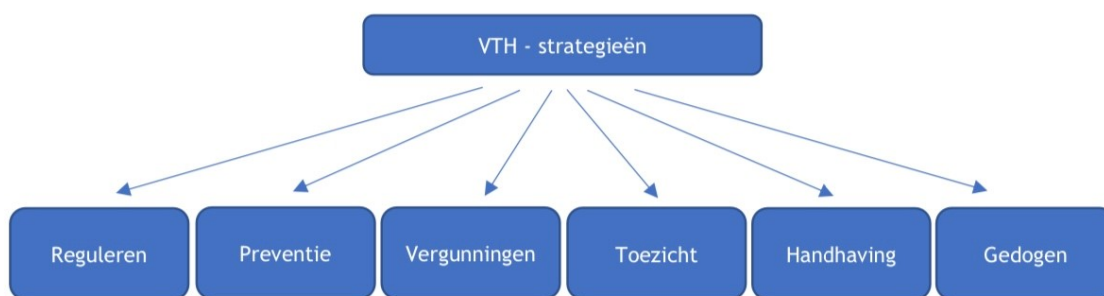 VTH - strategieën
Reguleren
Preventie
Vergunningen
Toezicht
Handhaving
Gedogen